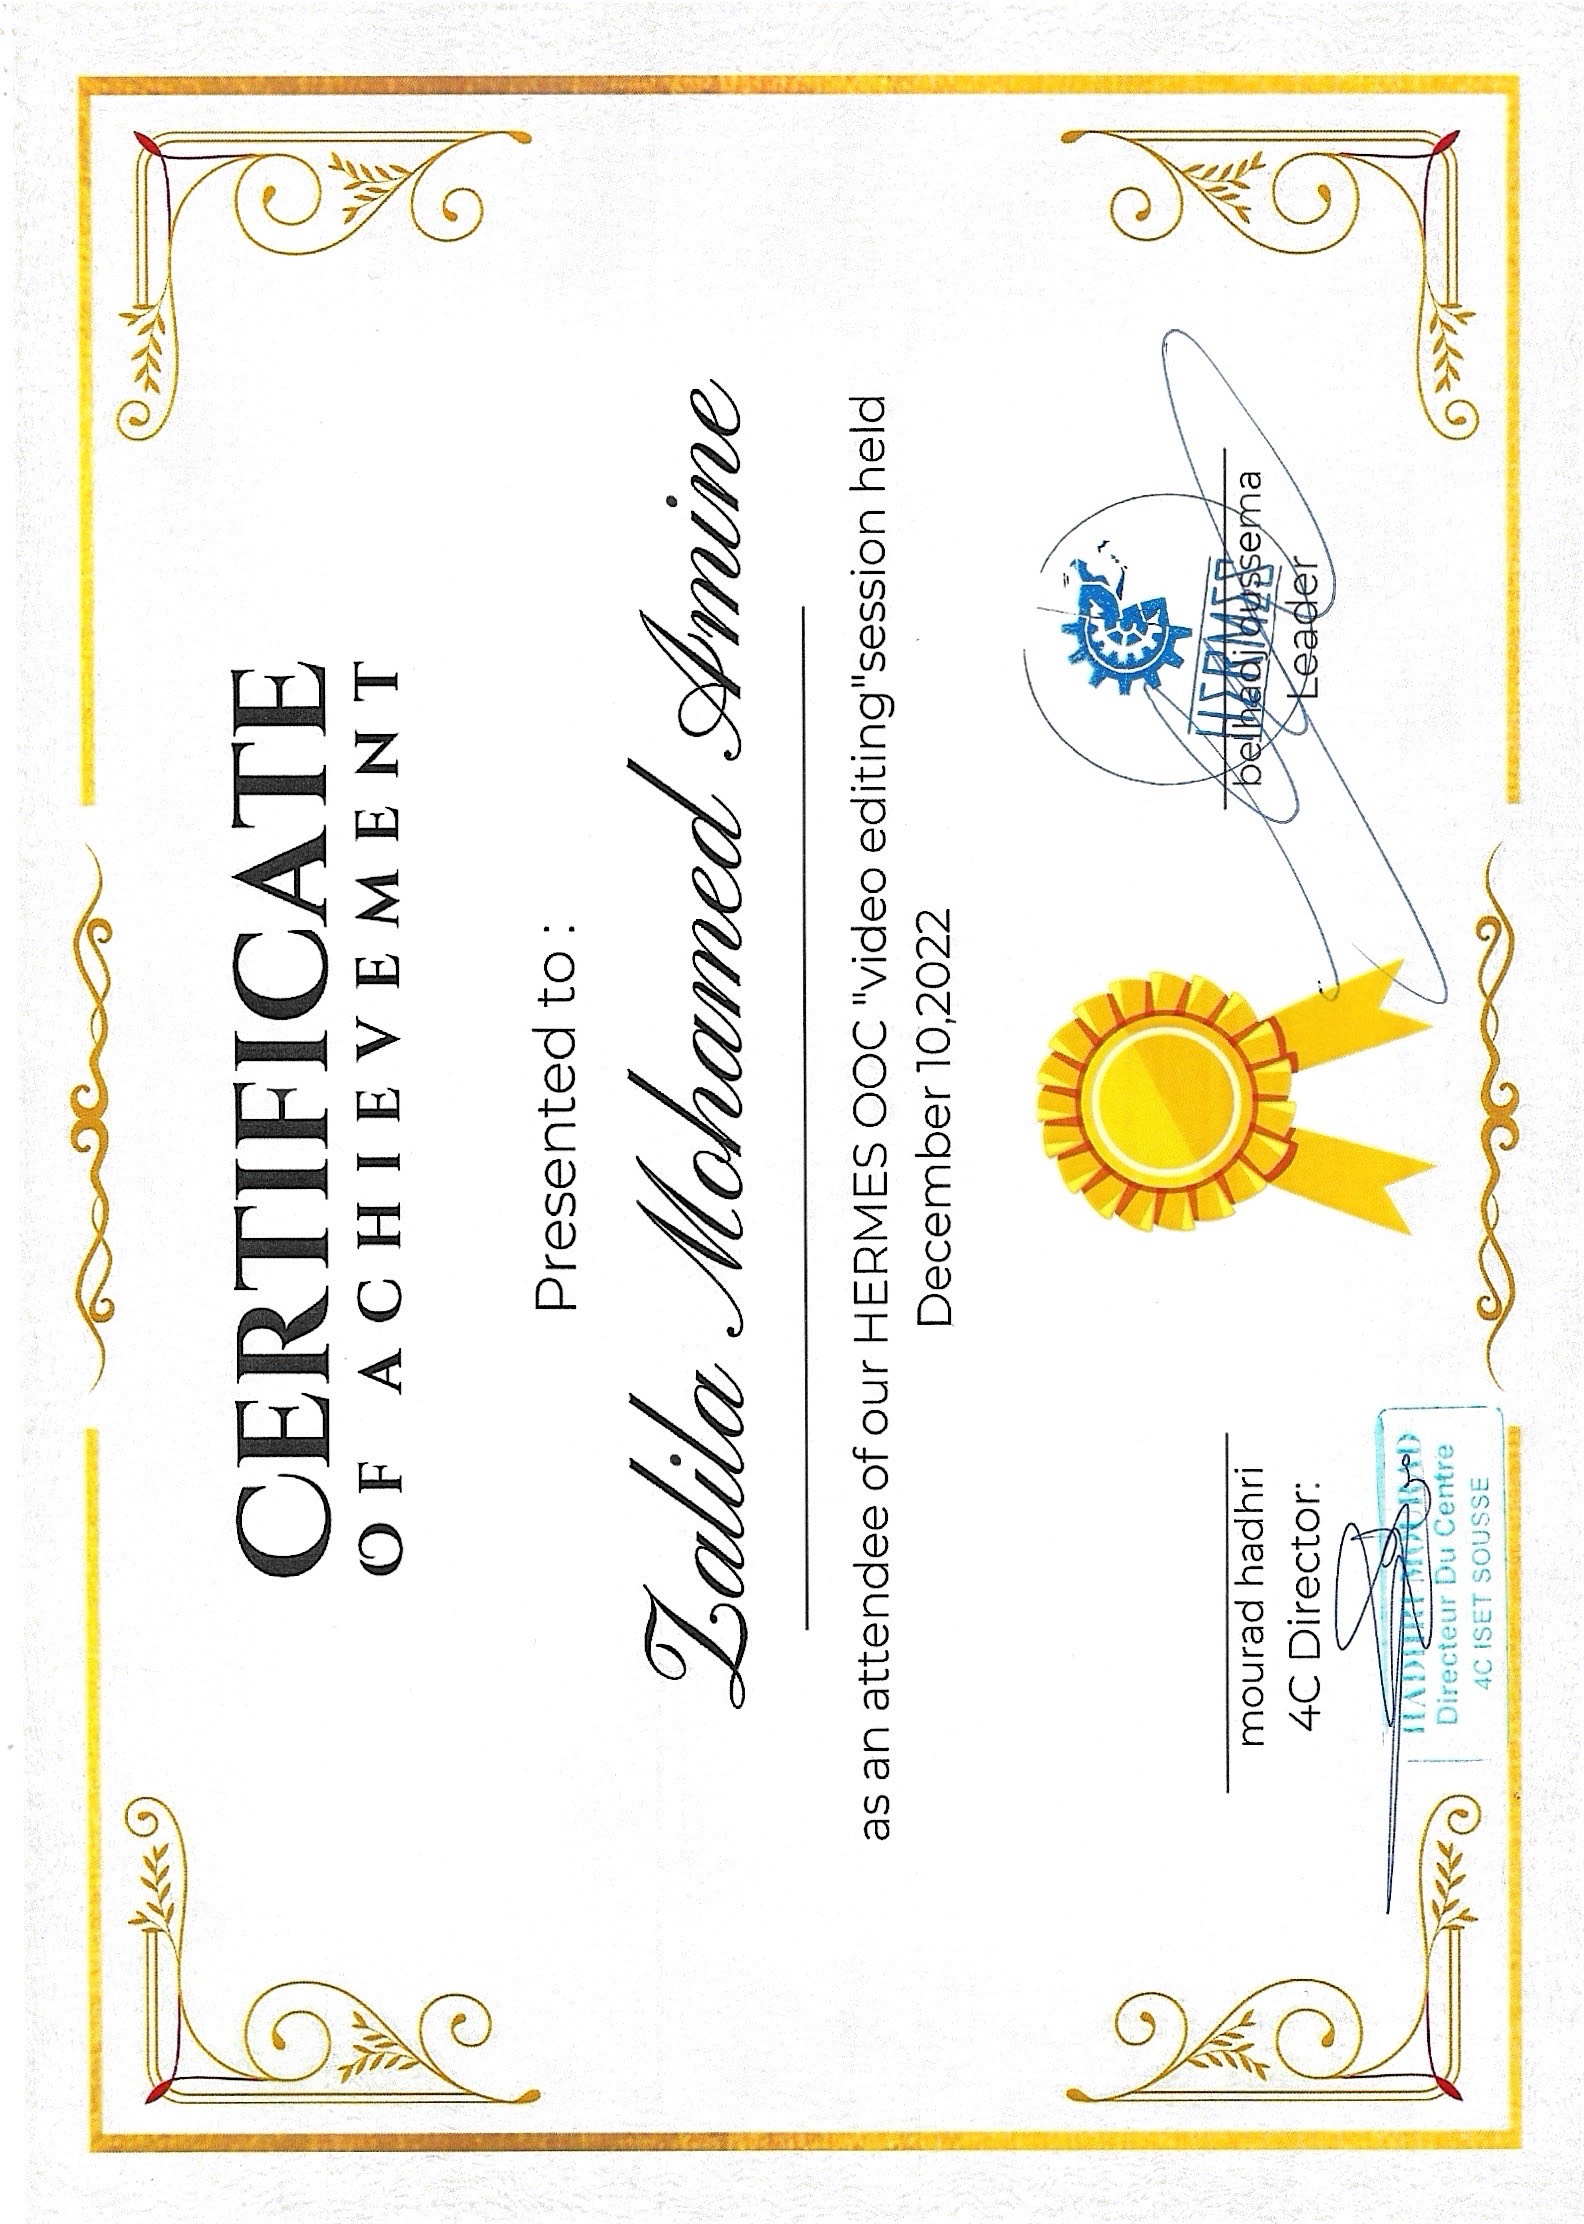 CERTIFICATE
OF ACHIEVEMENT
Presented to :
Zalila Mohamed Amine
as an attendee of our HERMES OOC "video editing"session held
December 10,2022
mourad hadhri
4C Director:
HADHRI MOURAD
Directeur Du Centre
4C ISET SOUSSE
HERMES
belhadj oussema
Leader